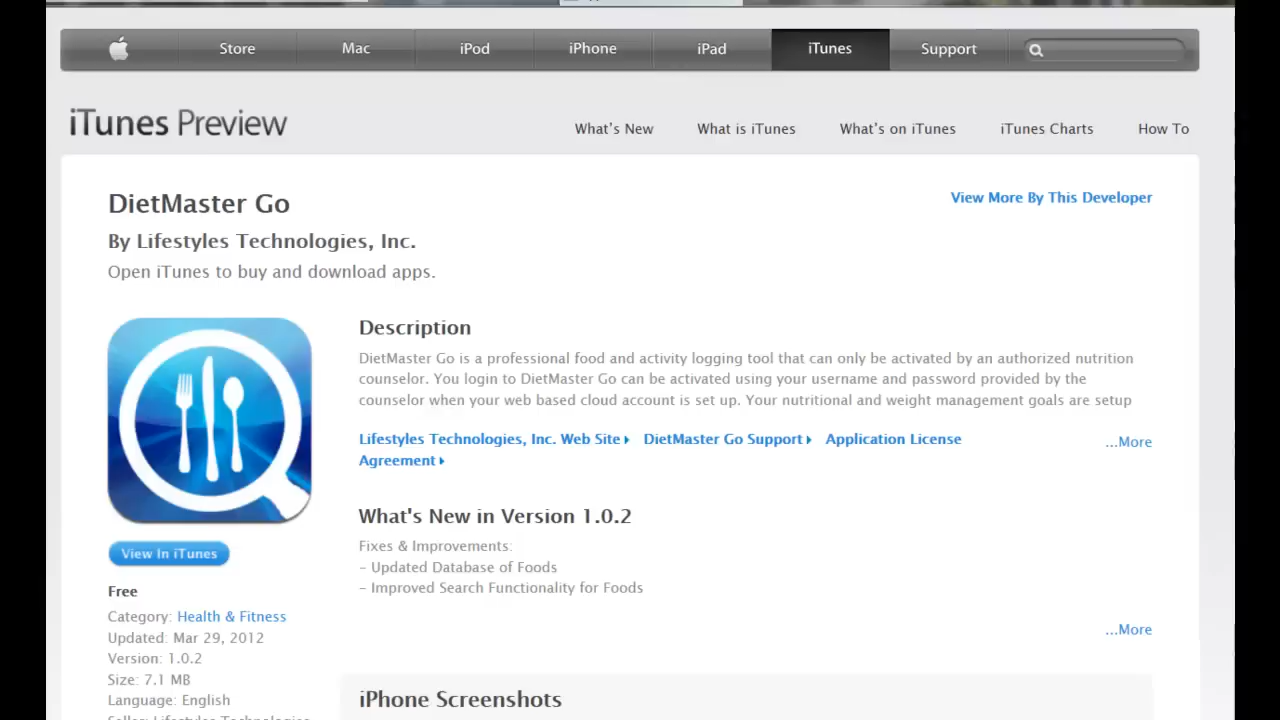 Store Mac iPod iPhone iPad iTunes Support
iTunes Preview
What's New What is iTunes What's on iTunes iTunes Charts How To
DietMaster Go
View More By This Developer
By Lifestyles Technologies, Inc.
Open iTunes to buy and download apps.
Description
DietMaster Go is a professional food and activity logging tool that can only be activated by an authorized nutrition
counselor. You login to DietMaster Go can be activated using your username and password provided by the
counselor when your web based cloud account is set up. Your nutritional and weight management goals are setup
Lifestyles Technologies, Inc. Web Site DietMaster Go Support Application License
Agreement
...More
What's New in Version 1.0.2
Fixes & Improvements:
- Updated Database of Foods
- Improved Search Functionality for Foods
...More
View In iTunes
Free
Category: Health & Fitness
Updated: Mar 29, 2012
Version: 1.0.2
Size: 7.1 MB
Language: English
Seller: Lifestyles Technologies
iPhone Screenshots